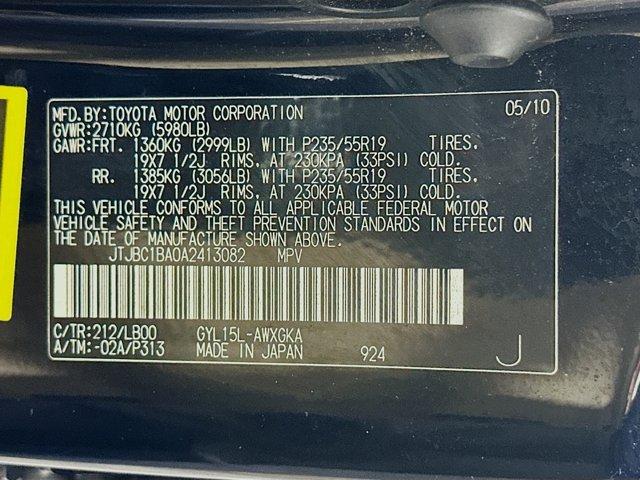 MFD.BY:TOYOTA MOTOR CORPORATION 05/10
GVWR:2710KG (5980LB)
GAWR:FRT. 1360KG (2999LB) WITH P235/55R19 TIRES.
19X7 1/2J RIMS, AT 230KPA (33PSI) COLD.
RR. 1385KG (3056LB) WITH P235/55R19 TIRES.
19X7 1/2J RIMS, AT 230KPA (33PSI) COLD.
THIS VEHICLE CONFORMS TO ALL APPLICABLE FEDERAL MOTOR
VEHICLE SAFETY AND THEFT PREVENTION STANDARDS IN EFFECT ON
THE DATE OF MANUFACTURE SHOWN ABOVE.
JTJBC1BA0A2413082 MPV
C/TR:212/LB00 GYL15L-AWXGKA
A/TM:-02A/P313 MADE IN JAPAN 924 J